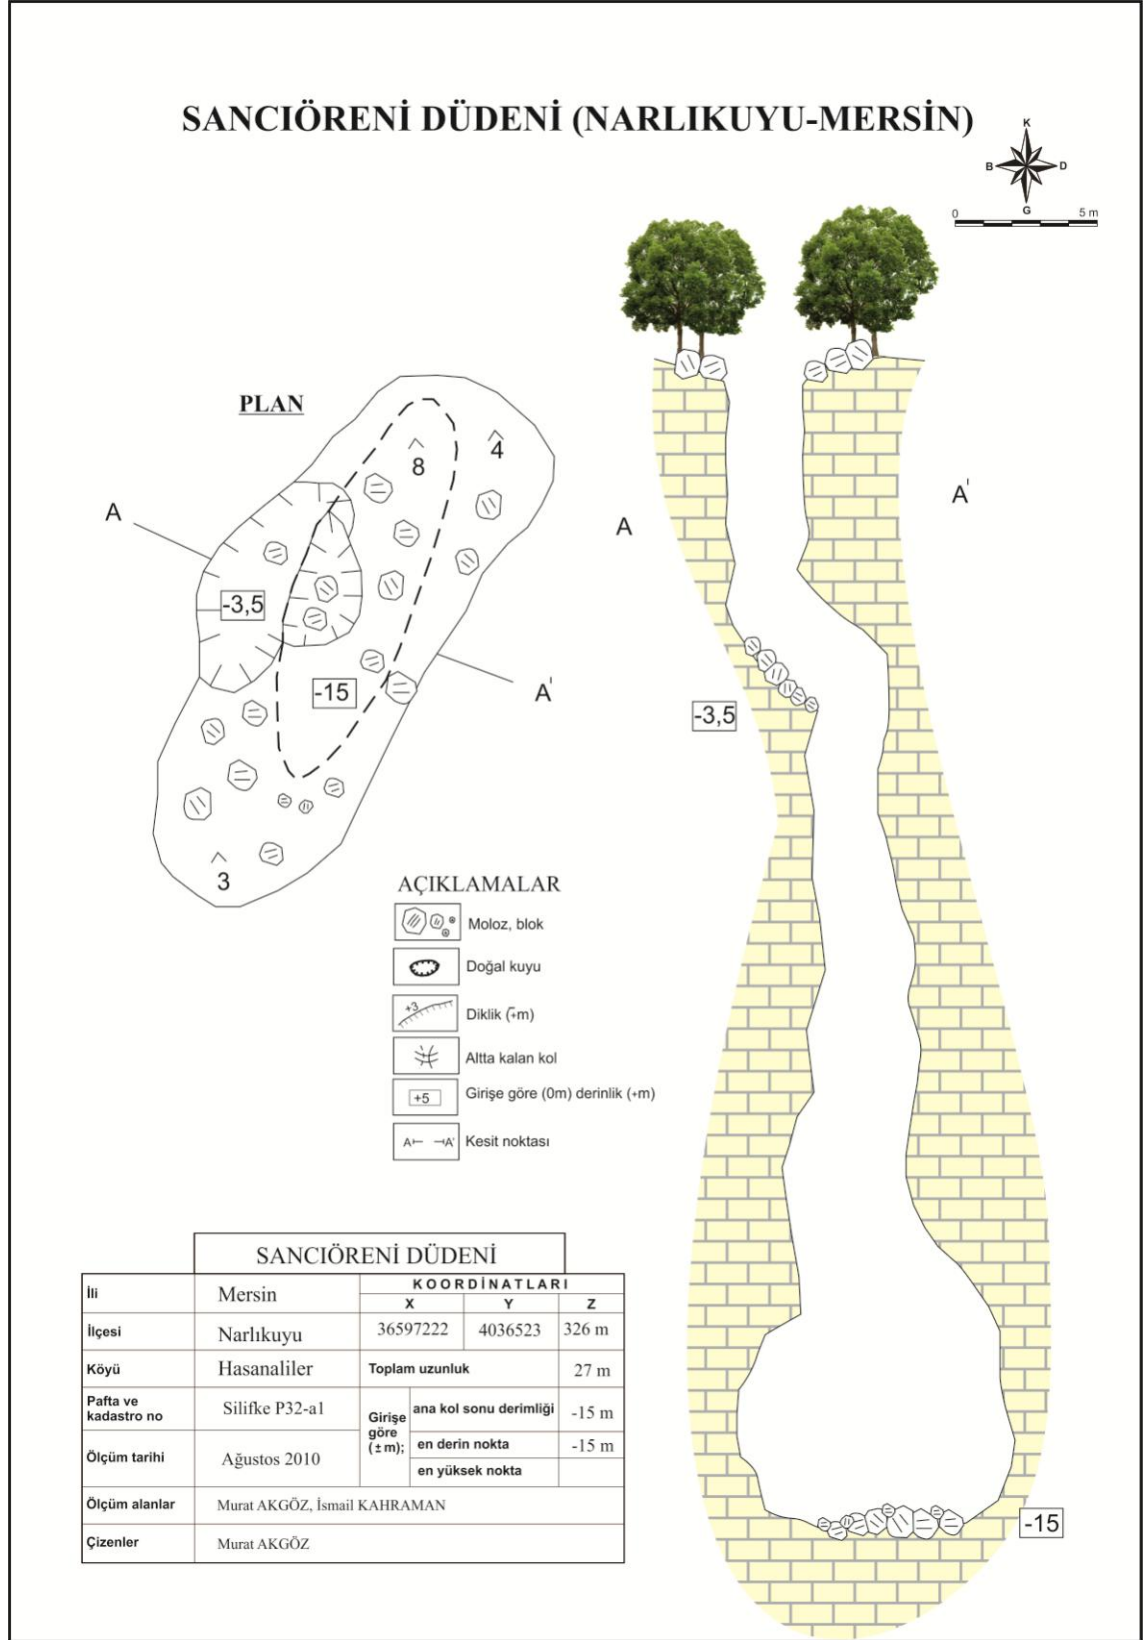 SANCIÖRENİ DÜDENİ (NARLIKUYU-MERSİN)
K
B D
G
0 5 m
PLAN
8
4
A
-3,5
-15
A'
3
A
A'
-3,5
-15
AÇIKLAMALAR
Moloz, blok
Doğal kuyu
+3 Diklik (∓m)
Altta kalan kol
+5 Girişe göre (0m) derinlik (+m)
A A' Kesit noktası
SANCIÖRENİ DÜDENİ
İli Mersin KOORDİNATLARI
X Y Z
İlçesi Narlıkuyu 36597222 4036523 326 m
Köyü Hasanaliler Toplam uzunluk 27 m
Pafta ve kadastro no Silifke P32-a1
Girişe göre (±m); ana kol sonu derimliği -15 m
en derin nokta -15 m
en yüksek nokta
Ölçüm tarihi Ağustos 2010
Ölçüm alanlar Murat AKGÖZ, İsmail KAHRAMAN
Çizenler Murat AKGÖZ